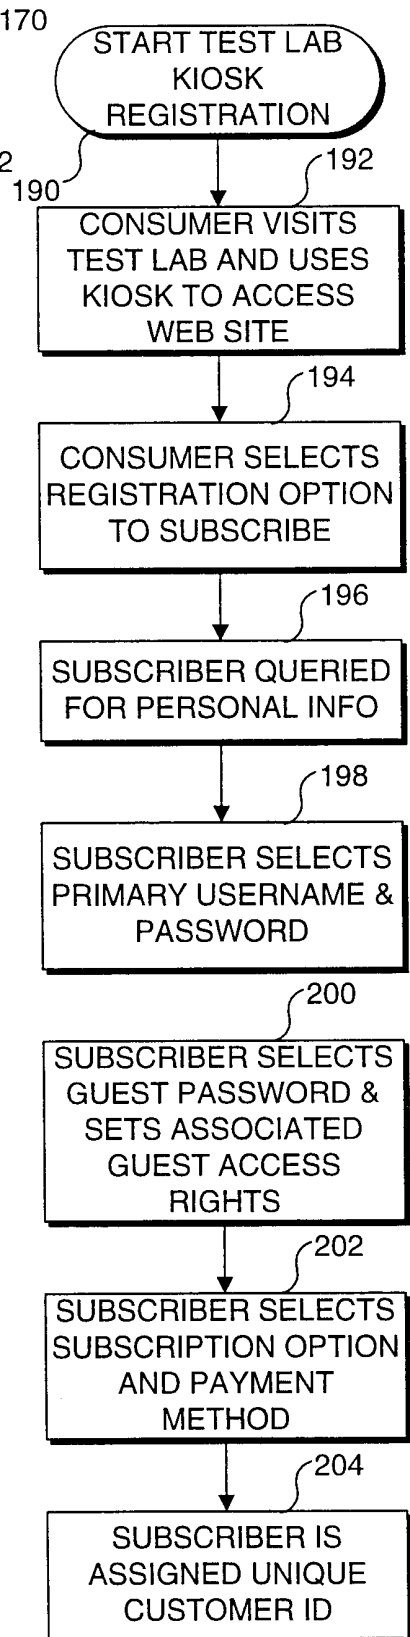 170
START TEST LAB
KIOSK
REGISTRATION
2
190
192
CONSUMER VISITS
TEST LAB AND USES
KIOSK TO ACCESS
WEB SITE
194
CONSUMER SELECTS
REGISTRATION OPTION
TO SUBSCRIBE
196
SUBSCRIBER QUERIED
FOR PERSONAL INFO
198
SUBSCRIBER SELECTS
PRIMARY USERNAME &
PASSWORD
200
SUBSCRIBER SELECTS
GUEST PASSWORD &
SETS ASSOCIATED
GUEST ACCESS
RIGHTS
202
SUBSCRIBER SELECTS
SUBSCRIPTION OPTION
AND PAYMENT
METHOD
204
SUBSCRIBER IS
ASSIGNED UNIQUE
CUSTOMER ID